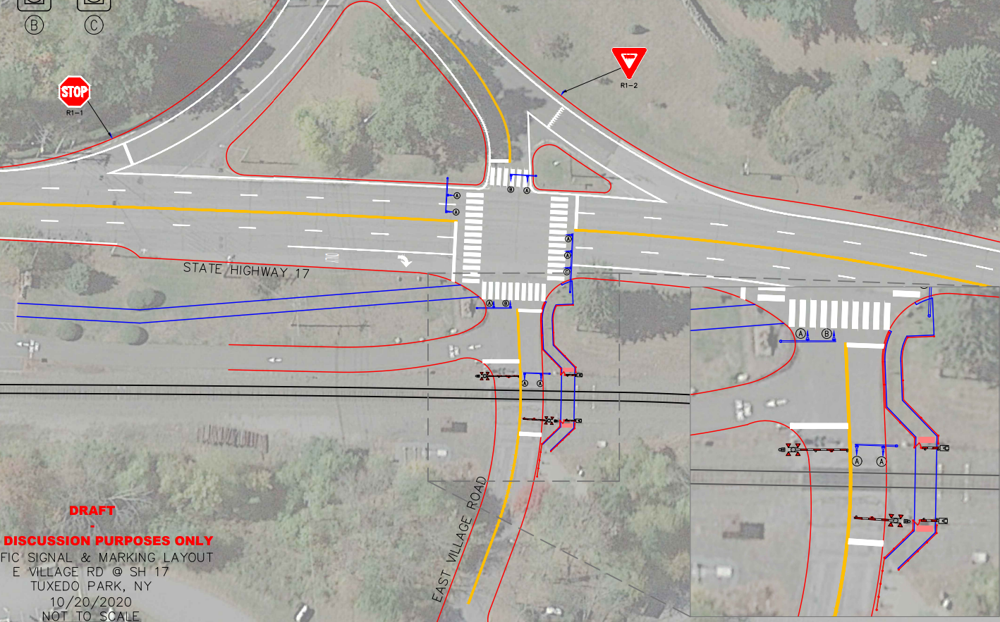 B
C
STOP
R1-1
R1-2
B
A
A
A
A
A
C
STATE HIGHWAY 17
ONLY
A
B
A
B
A
A
A
A
EAST VILLAGE ROAD
DRAFT
-
DISCUSSION PURPOSES ONLY
FIC SIGNAL & MARKING LAYOUT
E VILLAGE RD @ SH 17
TUXEDO PARK, NY
10/20/2020
NOT TO SCALE